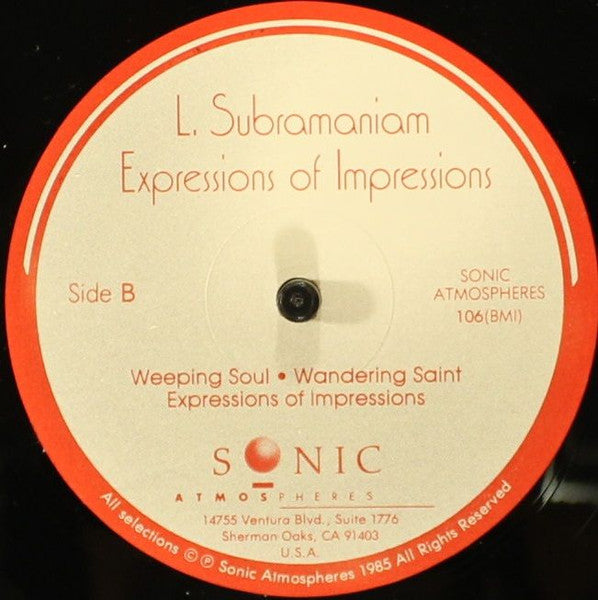 L. Subramaniam
Expressions of Impressions
Side B
SONIC
ATMOSPHERES
106(BMI)
Weeping Soul • Wandering Saint
Expressions of Impressions
SONIC
ATMOSPHERES
14755 Ventura Blvd., Suite 1776
Sherman Oaks, CA 91403
U.S.A.
All selections ©℗ Sonic Atmospheres 1985 All Rights Reserved